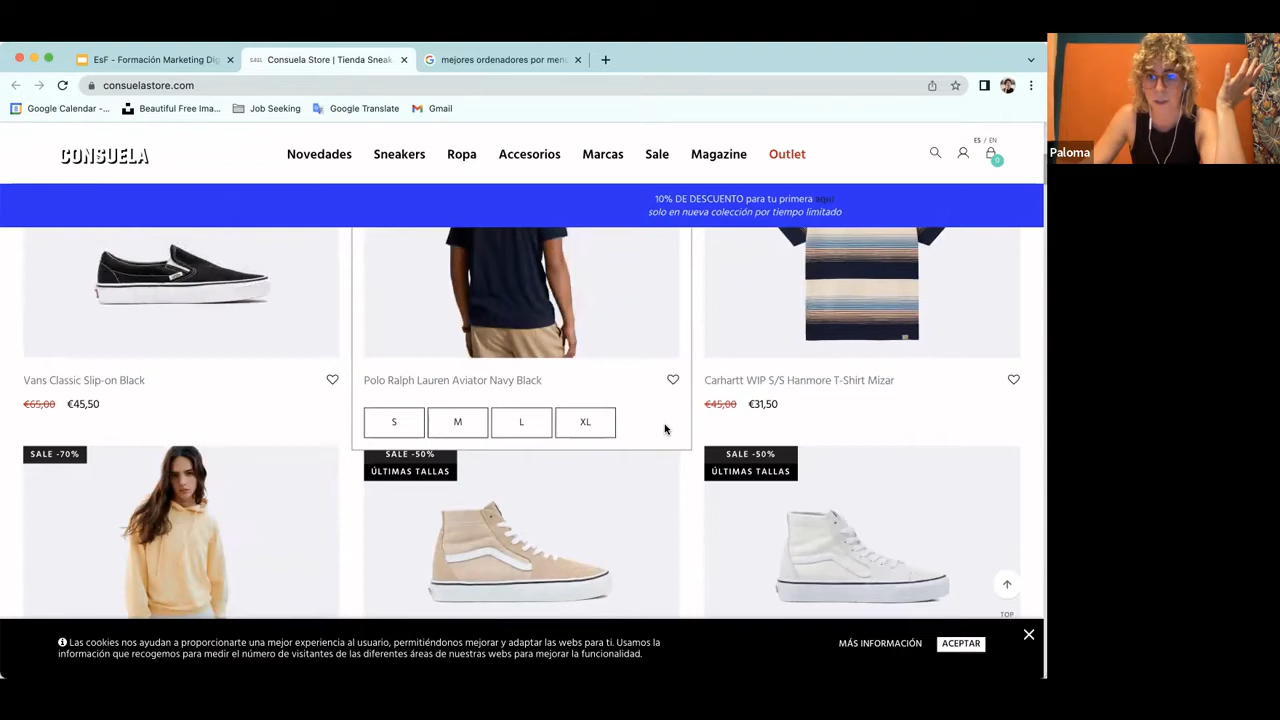 EsF - Formación Marketing Dig
Consuela Store | Tienda Sneak
mejores ordenadores por men
consuelastore.com
Google Calendar -...
Beautiful Free Ima...
Job Seeking
Google Translate
Gmail
Paloma
CONSUELA
Novedades
Sneakers
Ropa
Accesorios
Marcas
Sale
Magazine
Outlet
ES / EN
0
10% DE DESCUENTO para tu primera aquí
solo en nueva colección por tiempo limitado
Vans Classic Slip-on Black
€65,00 €45,50
Polo Ralph Lauren Aviator Navy Black
S M L XL
Carhartt WIP S/S Hanmore T-Shirt Mizar
€45,00 €31,50
SALE -70%
SALE -50%
ÚLTIMAS TALLAS
SALE -50%
ÚLTIMAS TALLAS
TOP
Las cookies nos ayudan a proporcionarte una mejor experiencia al usuario, permitiéndonos mejorar y adaptar las webs para ti. Usamos la
información que recogemos para medir el número de visitantes de las diferentes áreas de nuestras webs para mejorar la funcionalidad.
MÁS INFORMACIÓN
ACEPTAR